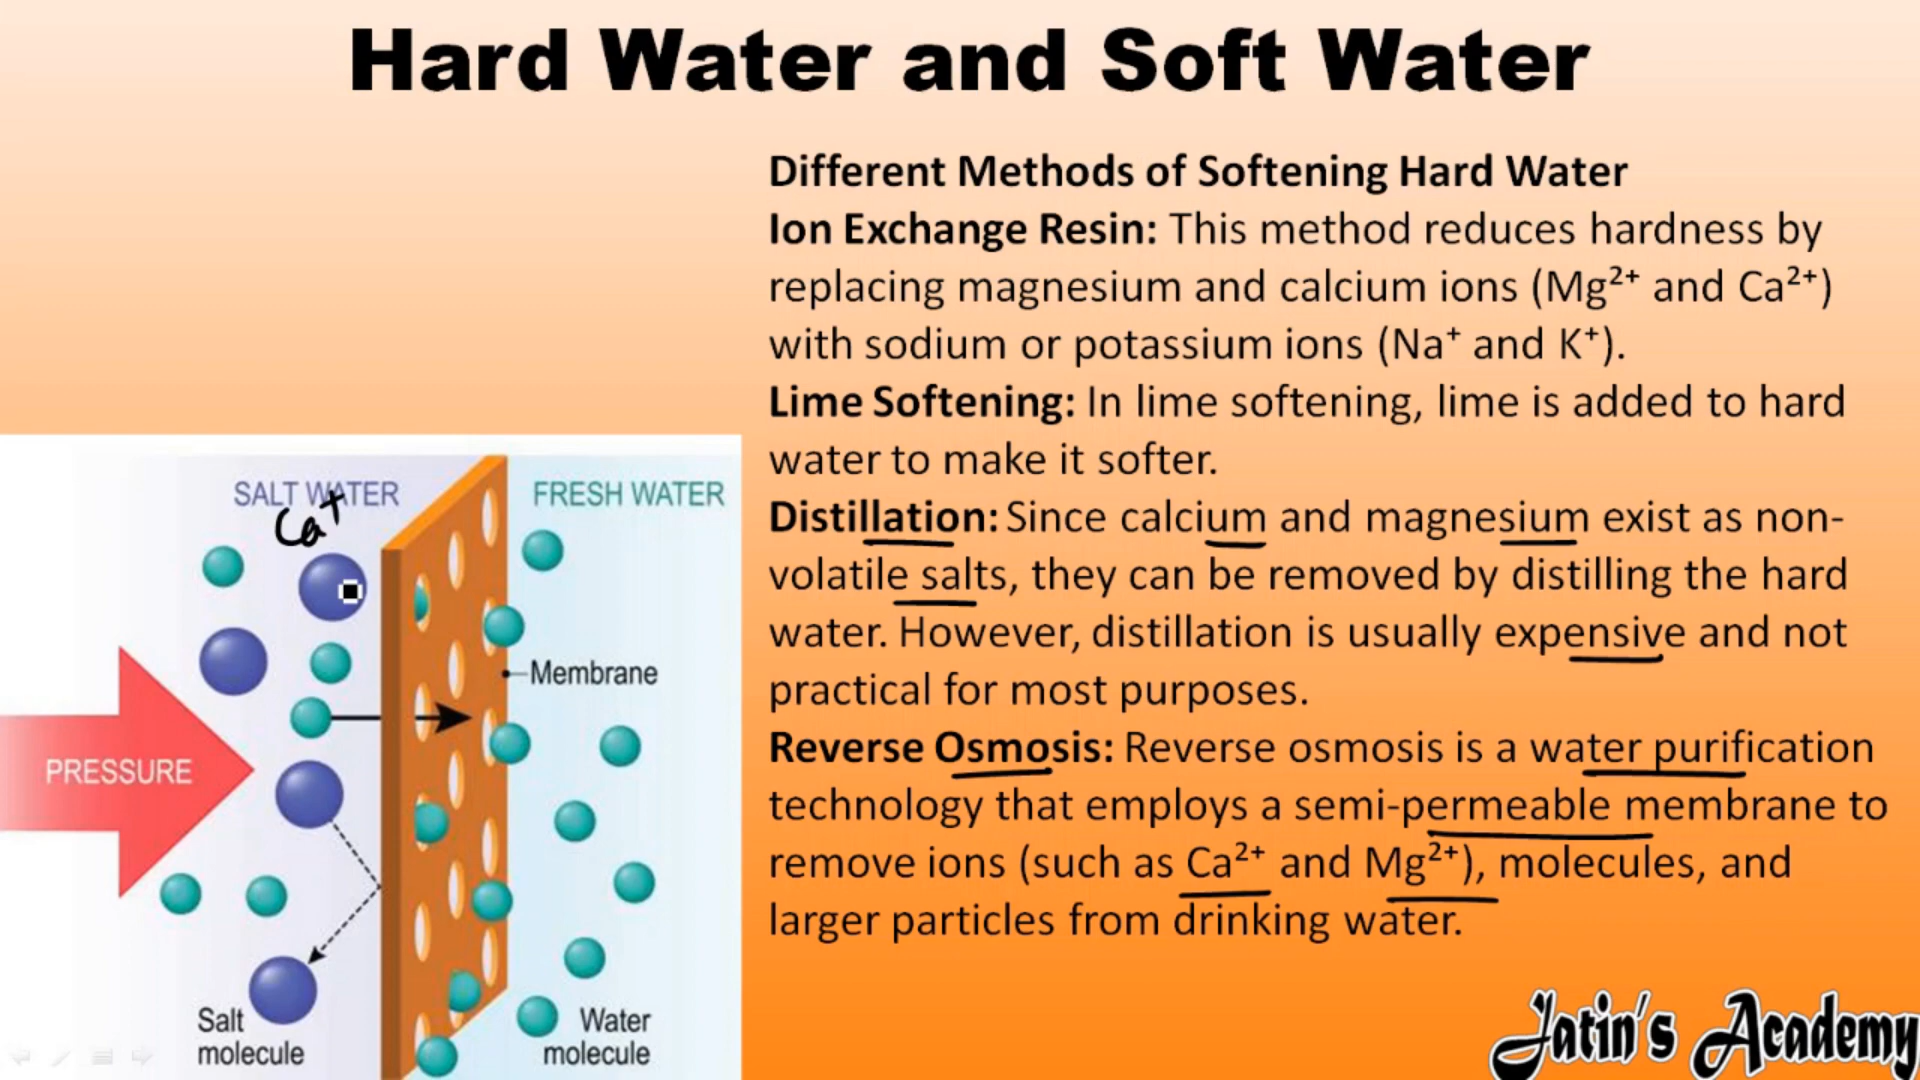 Hard Water and Soft Water
Different Methods of Softening Hard Water
Ion Exchange Resin: This method reduces hardness by
replacing magnesium and calcium ions (Mg²⁺ and Ca²⁺)
with sodium or potassium ions (Na⁺ and K⁺).
Lime Softening: In lime softening, lime is added to hard
water to make it softer.
Distillation: Since calcium and magnesium exist as non-
volatile salts, they can be removed by distilling the hard
water. However, distillation is usually expensive and not
practical for most purposes.
Reverse Osmosis: Reverse osmosis is a water purification
technology that employs a semi-permeable membrane to
remove ions (such as Ca²⁺ and Mg²⁺), molecules, and
larger particles from drinking water.
SALT WATER
Ca⁺
FRESH WATER
Membrane
PRESSURE
Salt
molecule
Water
molecule
Jatin's Academy